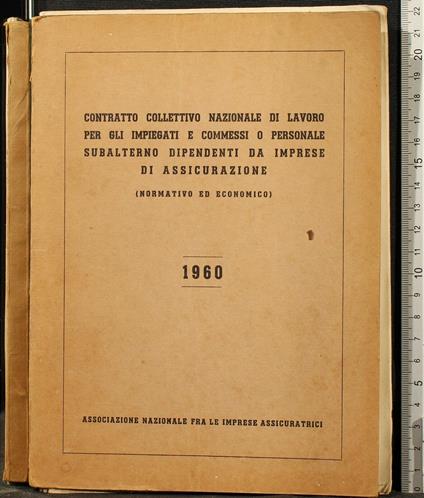 CONTRATTO COLLETTIVO NAZIONALE DI LAVORO
PER GLI IMPIEGATI E COMMESSI O PERSONALE
SUBALTERNO DIPENDENTI DA IMPRESE
DI ASSICURAZIONE
(NORMATIVO ED ECONOMICO)
1960
ASSOCIAZIONE NAZIONALE FRA LE IMPRESE ASSICURATRICI